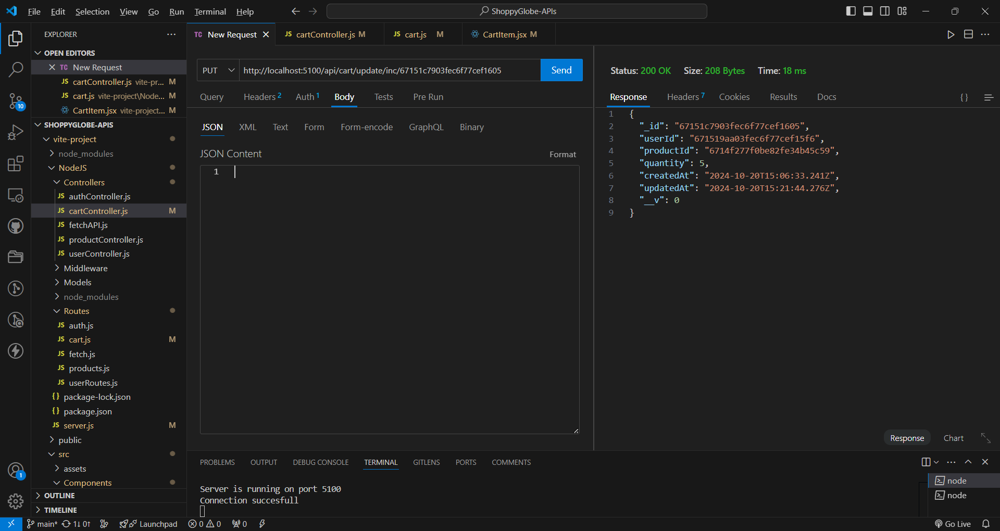 File Edit Selection View Go Run Terminal Help
ShoppyGlobe-APIs
EXPLORER
OPEN EDITORS
TC New Request
JS cartController.js vite-pr... M
JS cart.js vite-project\Node... M
CartItem.jsx vite-project... M
SHOPPYGLOBE-APIS
vite-project
node_modules
NodeJS
Controllers
JS authController.js
JS cartController.js M
JS fetchAPI.js
JS productController.js
JS userController.js
Middleware
Models
node_modules
Routes
JS auth.js
JS cart.js M
JS fetch.js
JS products.js
JS userRoutes.js
{} package-lock.json
{} package.json
JS server.js M
public
src
assets
Components
OUTLINE
TIMELINE
10
1
TC New Request
JS cartController.js M
JS cart.js M
CartItem.jsx M
PUT http://localhost:5100/api/cart/update/inc/67151c7903fec6f77cef1605 Send
Query Headers 2 Auth 1 Body Tests Pre Run
JSON XML Text Form Form-encode GraphQL Binary
JSON Content Format
1
Status: 200 OK Size: 208 Bytes Time: 18 ms
Response Headers 7 Cookies Results Docs { }
1 {
2 "_id": "67151c7903fec6f77cef1605",
3 "userId": "671519aa03fec6f77cef15f6",
4 "productId": "6714f277f0be82fe34b45c59",
5 "quantity": 5,
6 "createdAt": "2024-10-20T15:06:33.241Z",
7 "updatedAt": "2024-10-20T15:21:44.276Z",
8 "__v": 0
9 }
Response Chart
PROBLEMS OUTPUT DEBUG CONSOLE TERMINAL GITLENS PORTS COMMENTS
Server is running on port 5100
Connection succesfull
node
node
main* 1↓ 0↑ Launchpad 0 0 0 Go Live